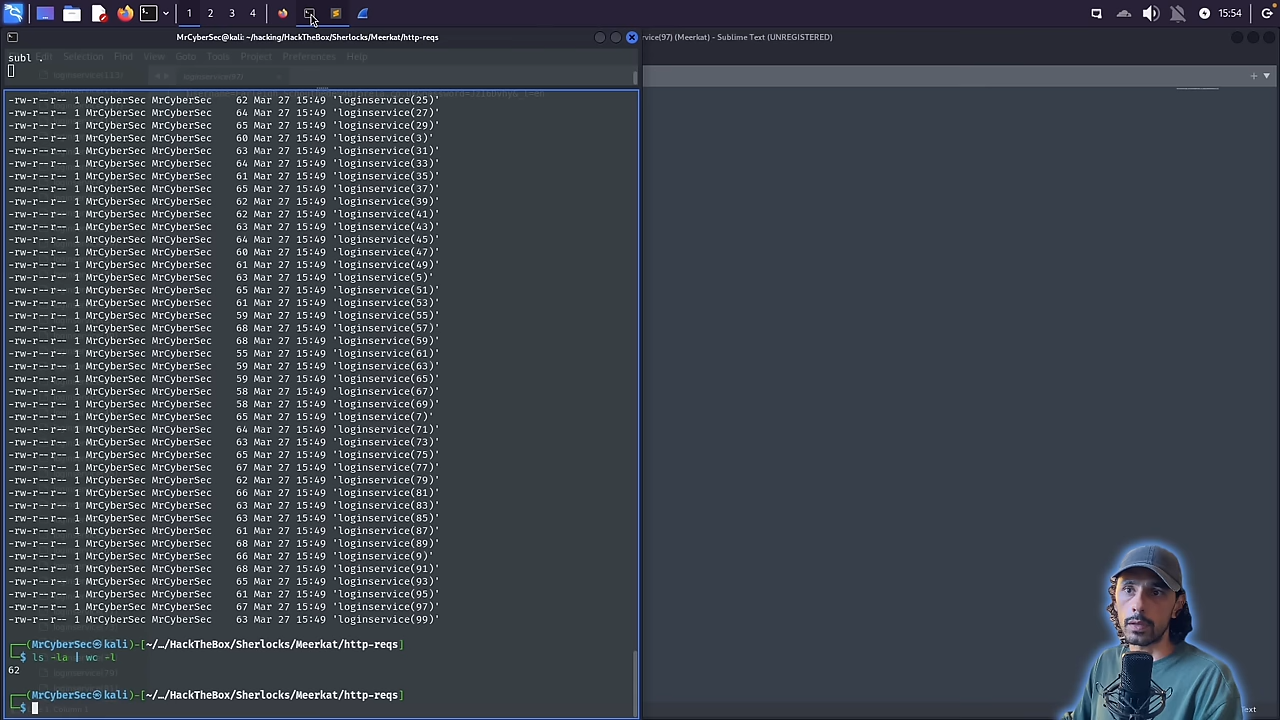 1 2 3 4
15:54
MrCyberSec@kali: ~/hacking/HackTheBox/Sherlocks/Meerkat/http-reqs
service(97) (Meerkat) - Sublime Text (UNREGISTERED)
subl .
Edit Selection Find View Goto Tools Project Preferences Help
loginservice(113)
loginservice(97)
-rw-r--r-- 1 MrCyberSec MrCyberSec 62 Mar 27 15:49 'loginservice(25)'
-rw-r--r-- 1 MrCyberSec MrCyberSec 64 Mar 27 15:49 'loginservice(27)'
-rw-r--r-- 1 MrCyberSec MrCyberSec 65 Mar 27 15:49 'loginservice(29)'
-rw-r--r-- 1 MrCyberSec MrCyberSec 60 Mar 27 15:49 'loginservice(3)'
-rw-r--r-- 1 MrCyberSec MrCyberSec 63 Mar 27 15:49 'loginservice(31)'
-rw-r--r-- 1 MrCyberSec MrCyberSec 64 Mar 27 15:49 'loginservice(33)'
-rw-r--r-- 1 MrCyberSec MrCyberSec 61 Mar 27 15:49 'loginservice(35)'
-rw-r--r-- 1 MrCyberSec MrCyberSec 65 Mar 27 15:49 'loginservice(37)'
-rw-r--r-- 1 MrCyberSec MrCyberSec 62 Mar 27 15:49 'loginservice(39)'
-rw-r--r-- 1 MrCyberSec MrCyberSec 62 Mar 27 15:49 'loginservice(41)'
-rw-r--r-- 1 MrCyberSec MrCyberSec 63 Mar 27 15:49 'loginservice(43)'
-rw-r--r-- 1 MrCyberSec MrCyberSec 64 Mar 27 15:49 'loginservice(45)'
-rw-r--r-- 1 MrCyberSec MrCyberSec 60 Mar 27 15:49 'loginservice(47)'
-rw-r--r-- 1 MrCyberSec MrCyberSec 61 Mar 27 15:49 'loginservice(49)'
-rw-r--r-- 1 MrCyberSec MrCyberSec 63 Mar 27 15:49 'loginservice(5)'
-rw-r--r-- 1 MrCyberSec MrCyberSec 65 Mar 27 15:49 'loginservice(51)'
-rw-r--r-- 1 MrCyberSec MrCyberSec 61 Mar 27 15:49 'loginservice(53)'
-rw-r--r-- 1 MrCyberSec MrCyberSec 59 Mar 27 15:49 'loginservice(55)'
-rw-r--r-- 1 MrCyberSec MrCyberSec 68 Mar 27 15:49 'loginservice(57)'
-rw-r--r-- 1 MrCyberSec MrCyberSec 68 Mar 27 15:49 'loginservice(59)'
-rw-r--r-- 1 MrCyberSec MrCyberSec 55 Mar 27 15:49 'loginservice(61)'
-rw-r--r-- 1 MrCyberSec MrCyberSec 59 Mar 27 15:49 'loginservice(63)'
-rw-r--r-- 1 MrCyberSec MrCyberSec 59 Mar 27 15:49 'loginservice(65)'
-rw-r--r-- 1 MrCyberSec MrCyberSec 58 Mar 27 15:49 'loginservice(67)'
-rw-r--r-- 1 MrCyberSec MrCyberSec 58 Mar 27 15:49 'loginservice(69)'
-rw-r--r-- 1 MrCyberSec MrCyberSec 65 Mar 27 15:49 'loginservice(7)'
-rw-r--r-- 1 MrCyberSec MrCyberSec 64 Mar 27 15:49 'loginservice(71)'
-rw-r--r-- 1 MrCyberSec MrCyberSec 63 Mar 27 15:49 'loginservice(73)'
-rw-r--r-- 1 MrCyberSec MrCyberSec 65 Mar 27 15:49 'loginservice(75)'
-rw-r--r-- 1 MrCyberSec MrCyberSec 67 Mar 27 15:49 'loginservice(77)'
-rw-r--r-- 1 MrCyberSec MrCyberSec 62 Mar 27 15:49 'loginservice(79)'
-rw-r--r-- 1 MrCyberSec MrCyberSec 66 Mar 27 15:49 'loginservice(81)'
-rw-r--r-- 1 MrCyberSec MrCyberSec 63 Mar 27 15:49 'loginservice(83)'
-rw-r--r-- 1 MrCyberSec MrCyberSec 63 Mar 27 15:49 'loginservice(85)'
-rw-r--r-- 1 MrCyberSec MrCyberSec 61 Mar 27 15:49 'loginservice(87)'
-rw-r--r-- 1 MrCyberSec MrCyberSec 68 Mar 27 15:49 'loginservice(89)'
-rw-r--r-- 1 MrCyberSec MrCyberSec 66 Mar 27 15:49 'loginservice(9)'
-rw-r--r-- 1 MrCyberSec MrCyberSec 68 Mar 27 15:49 'loginservice(91)'
-rw-r--r-- 1 MrCyberSec MrCyberSec 65 Mar 27 15:49 'loginservice(93)'
-rw-r--r-- 1 MrCyberSec MrCyberSec 61 Mar 27 15:49 'loginservice(95)'
-rw-r--r-- 1 MrCyberSec MrCyberSec 67 Mar 27 15:49 'loginservice(97)'
-rw-r--r-- 1 MrCyberSec MrCyberSec 63 Mar 27 15:49 'loginservice(99)'
(MrCyberSec㉿kali)-[~/…/HackTheBox/Sherlocks/Meerkat/http-reqs]
$ ls -la | wc -l
62
(MrCyberSec㉿kali)-[~/…/HackTheBox/Sherlocks/Meerkat/http-reqs]
$